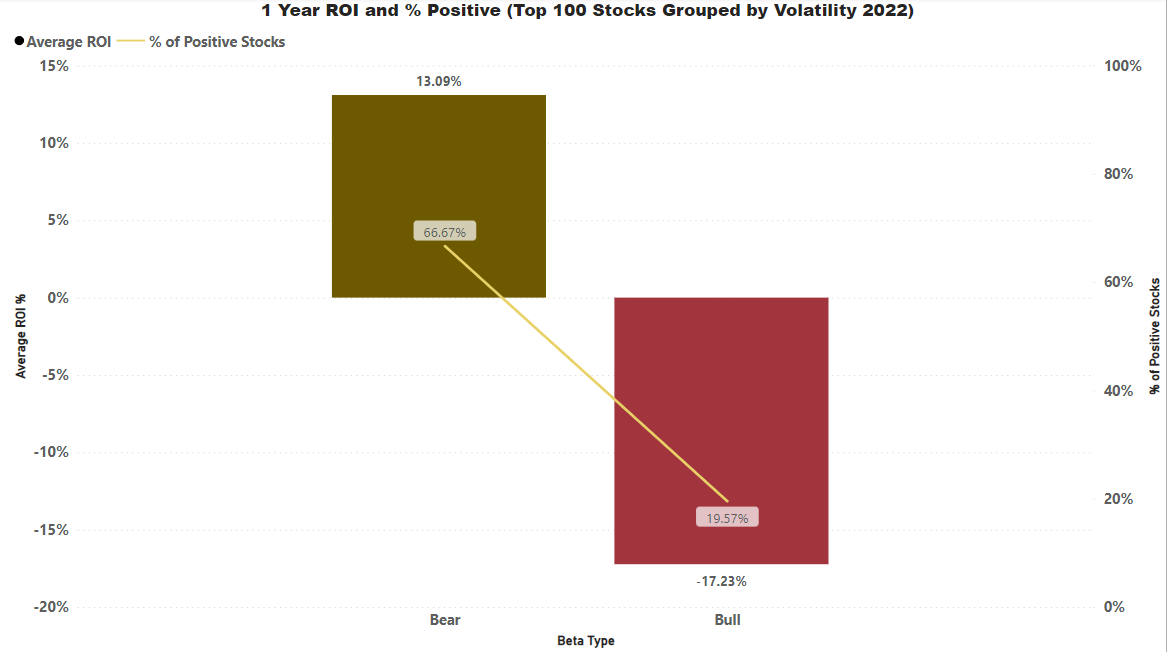 1 Year ROI and % Positive (Top 100 Stocks Grouped by Volatility 2022)
Average ROI % of Positive Stocks
15% 100%
13.09%
10%
80%
5%
66.67%
0%
60%
Average ROI %
% of Positive Stocks
-5%
40%
-10%
20%
19.57%
-15%
-17.23%
-20% 0%
Bear Bull
Beta Type